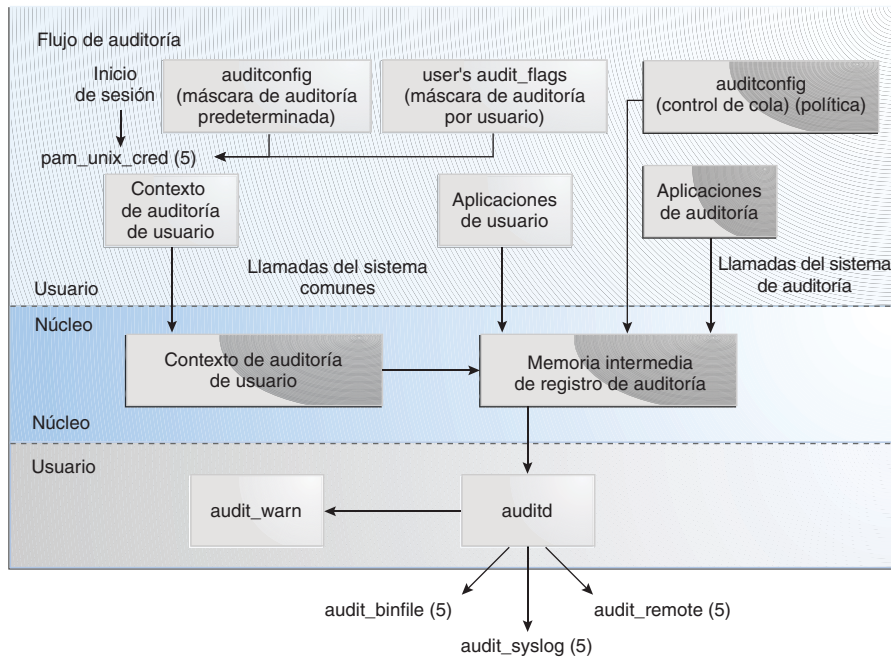 Flujo de auditoría
Inicio
de sesión
auditconfig
(máscara de auditoría
predeterminada)
user's audit_flags
(máscara de auditoría
por usuario)
auditconfig
(control de cola) (política)
pam_unix_cred (5)
Contexto
de auditoría
de usuario
Aplicaciones
de usuario
Aplicaciones
de auditoría
Llamadas del sistema
comunes
Llamadas del sistema
de auditoría
Usuario
Núcleo
Contexto de auditoría
de usuario
Memoria intermedia
de registro de auditoría
Núcleo
Usuario
audit_warn
auditd
audit_binfile (5)
audit_remote (5)
audit_syslog (5)